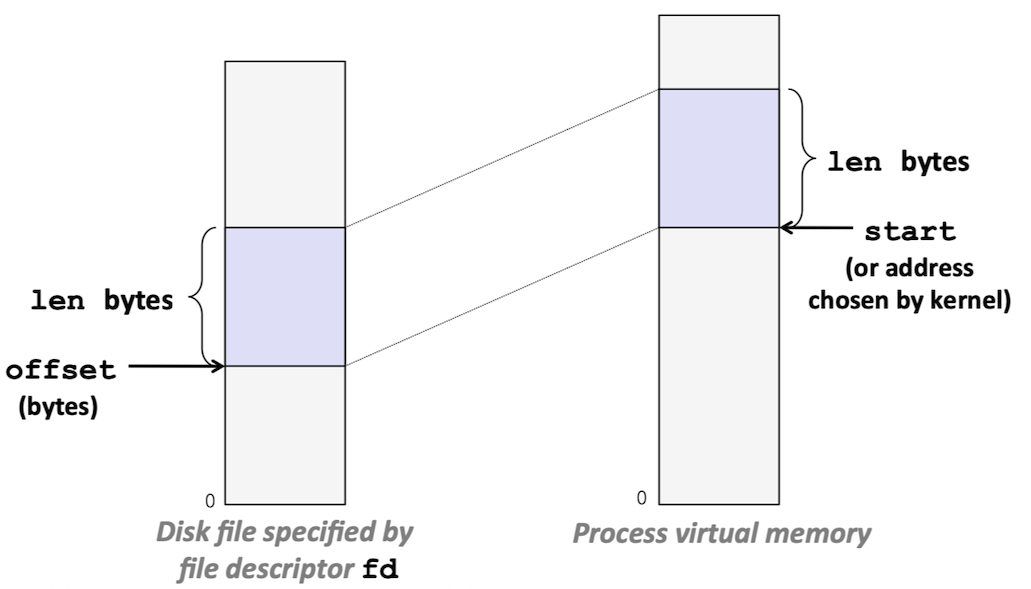 len bytes
offset
(bytes)
0
Disk file specified by
file descriptor fd
len bytes
start
(or address
chosen by kernel)
0
Process virtual memory